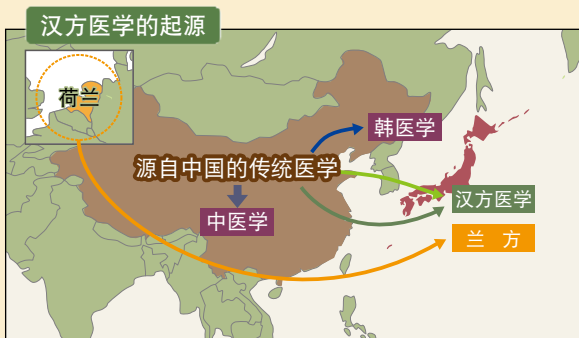 汉方医学的起源
荷兰
韩医学
源自中国的传统医学
中医学
汉方医学
兰 方